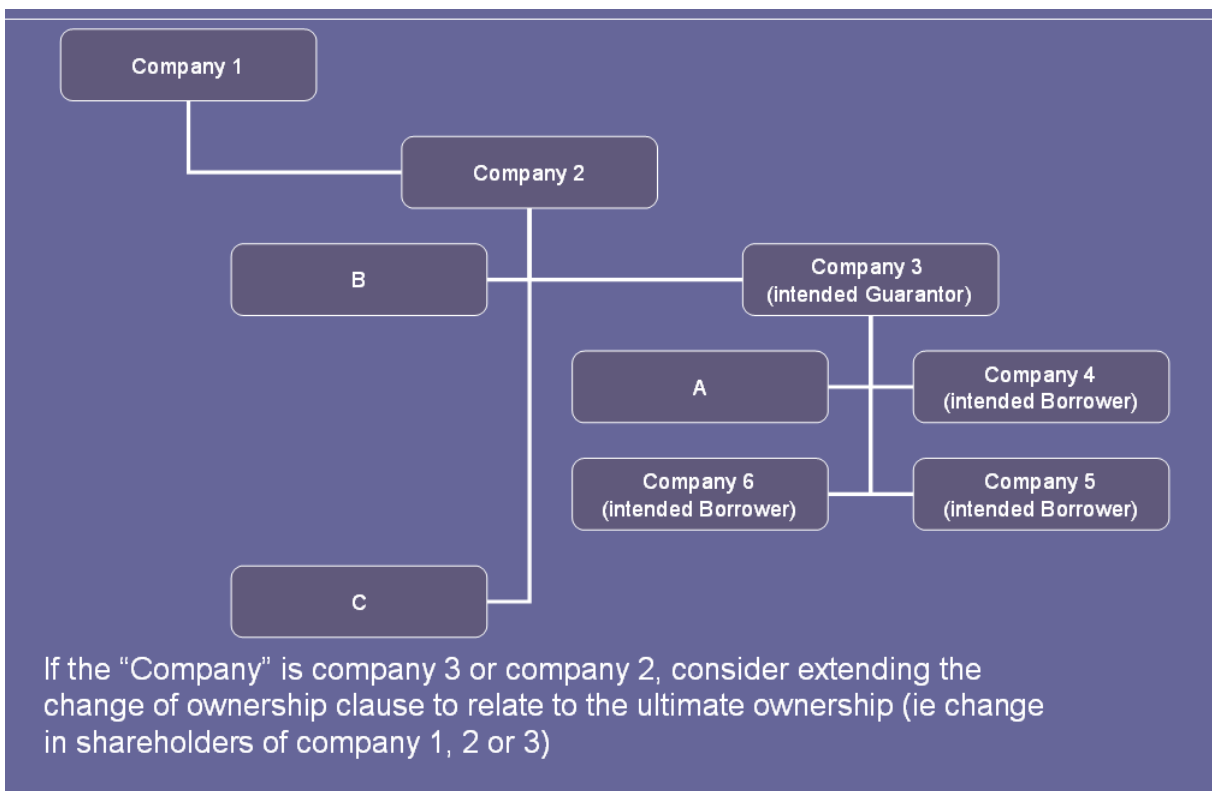 Company 1
Company 2
B
Company 3
(intended Guarantor)
A
Company 4
(intended Borrower)
Company 6
(intended Borrower)
Company 5
(intended Borrower)
C
If the “Company” is company 3 or company 2, consider extending the
change of ownership clause to relate to the ultimate ownership (ie change
in shareholders of company 1, 2 or 3)